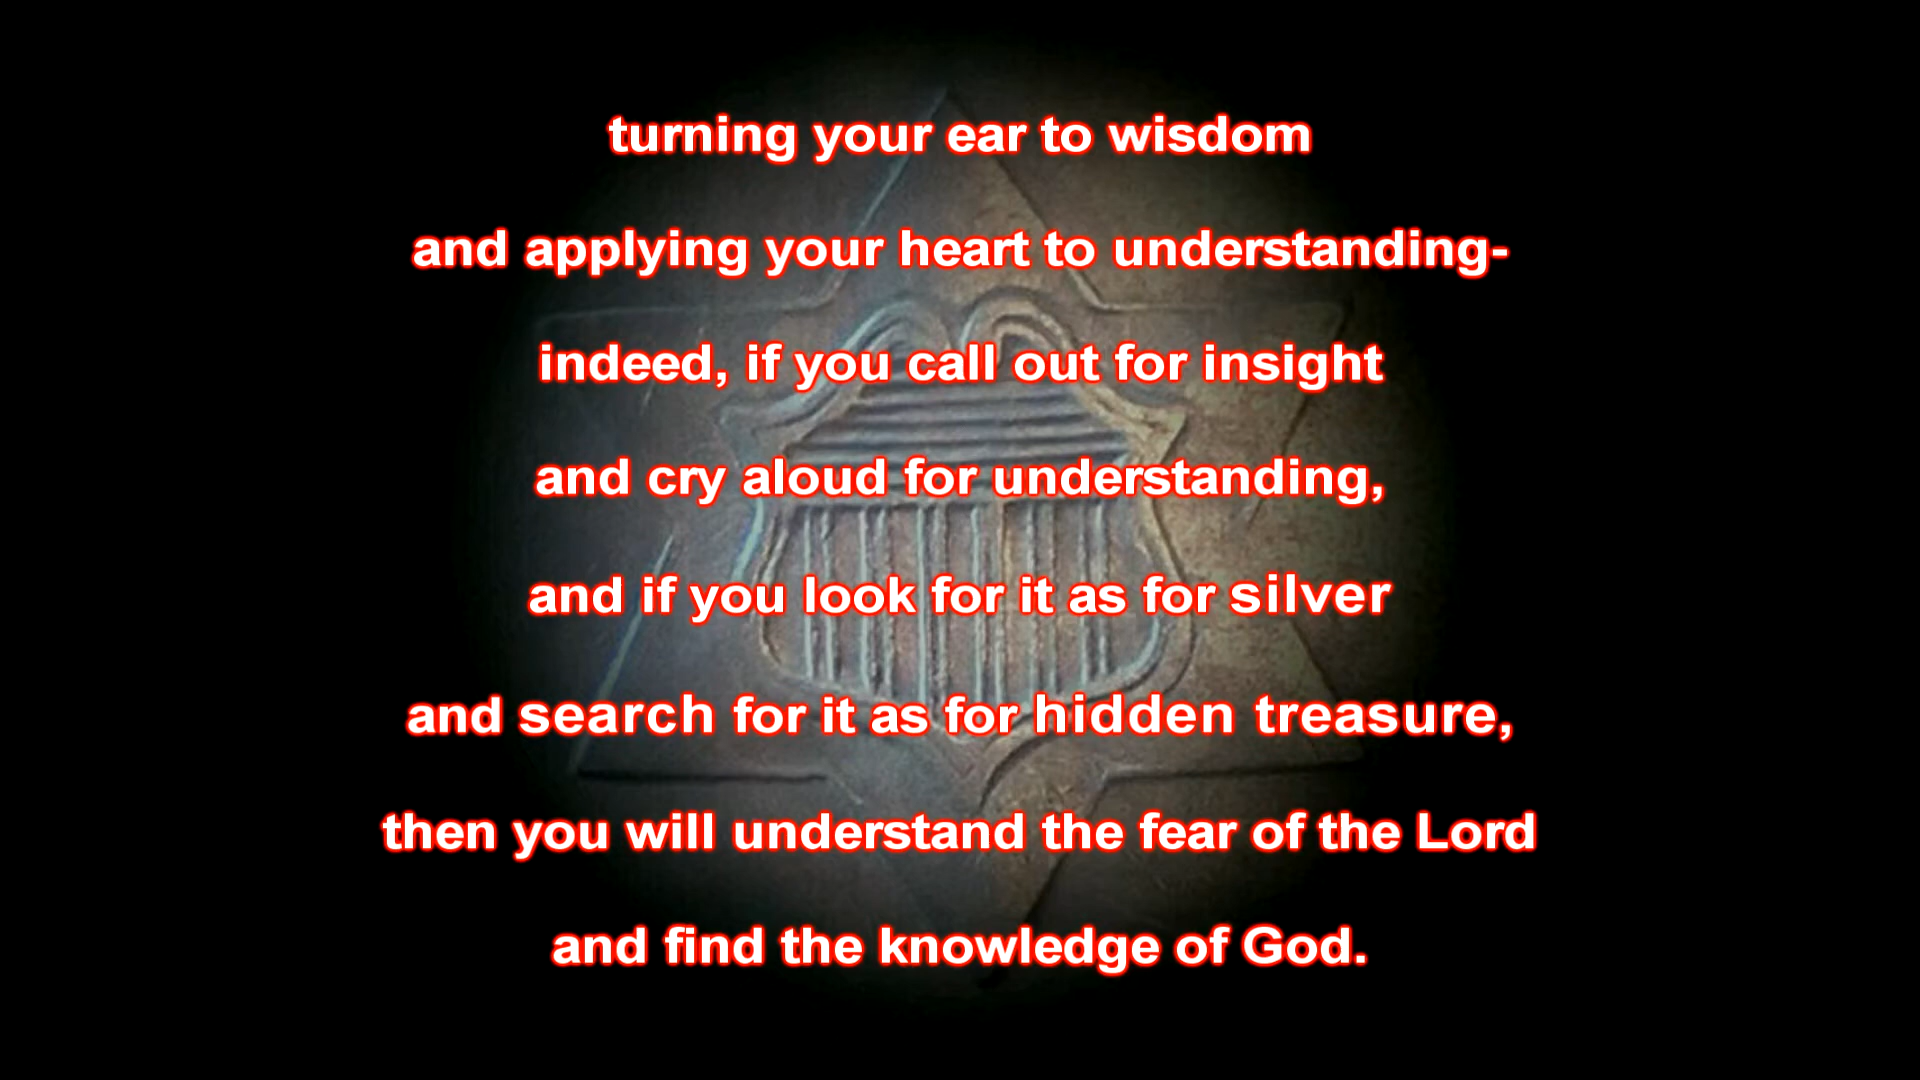 turning your ear to wisdom
and applying your heart to understanding-
indeed, if you call out for insight
and cry aloud for understanding,
and if you look for it as for silver
and search for it as for hidden treasure,
then you will understand the fear of the Lord
and find the knowledge of God.